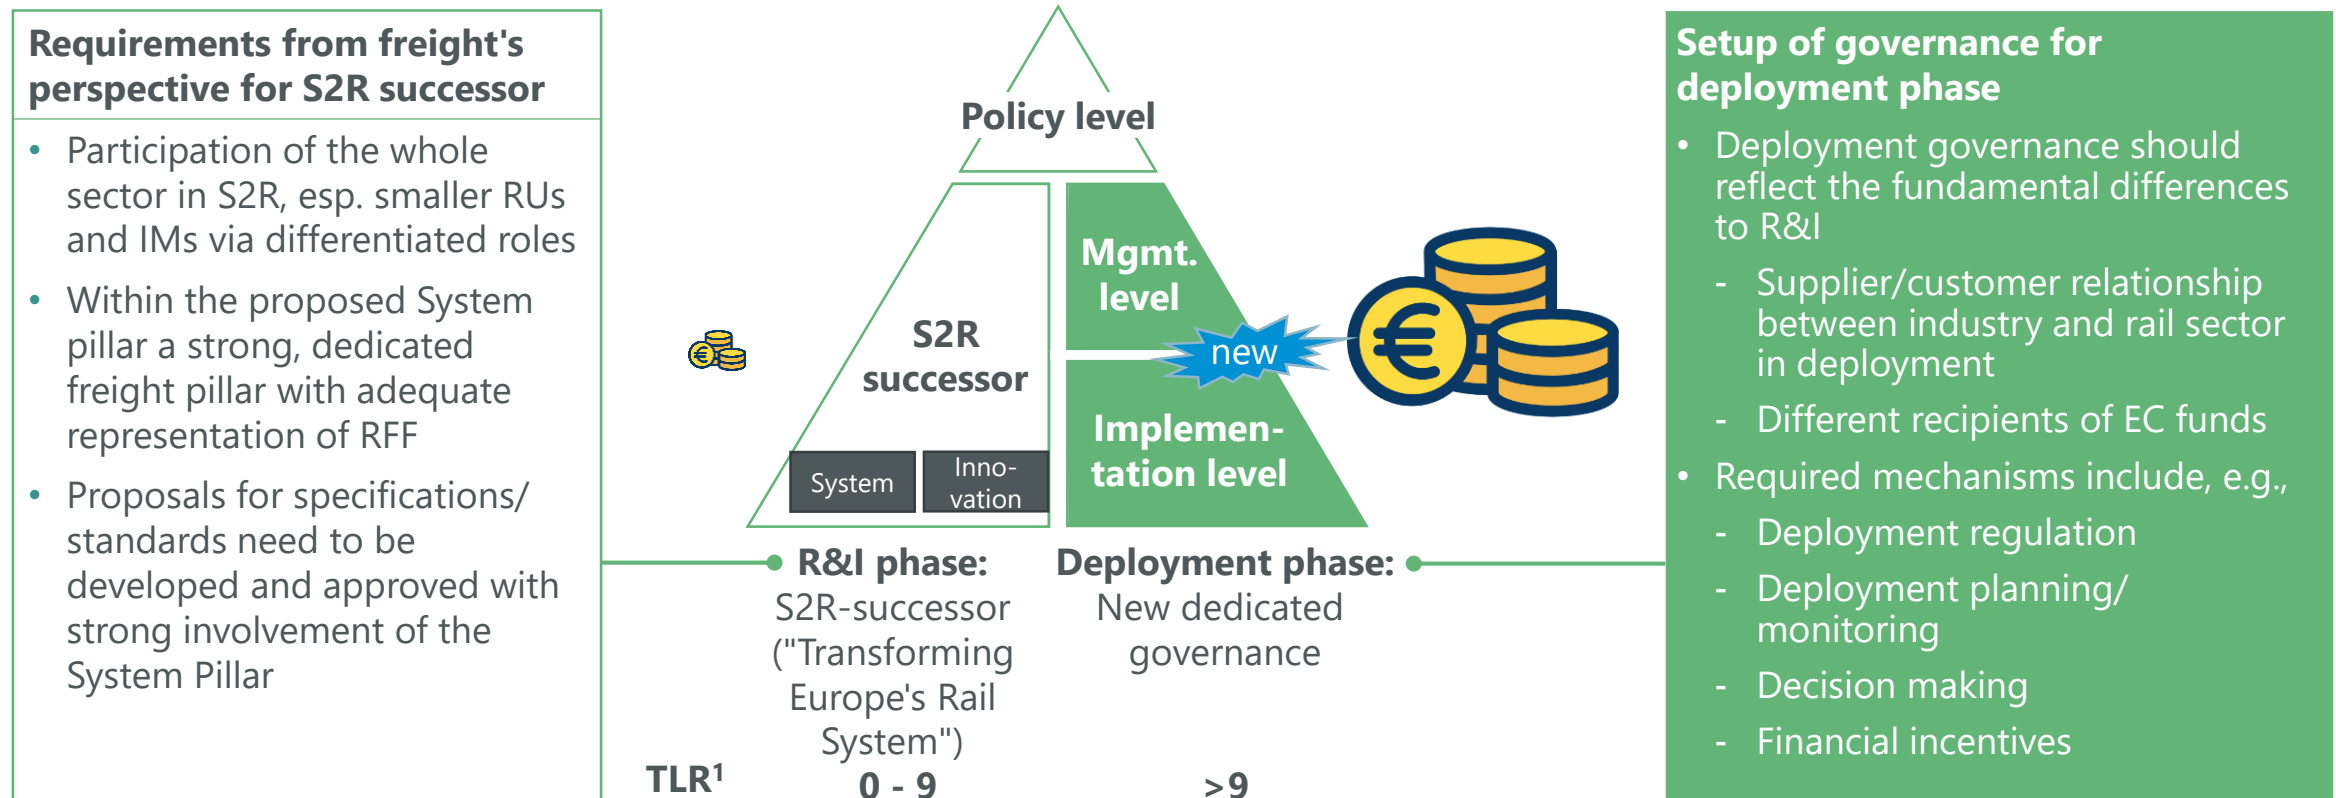 Requirements from freight's
perspective for S2R successor
• Participation of the whole
sector in S2R, esp. smaller RUs
and IMs via differentiated roles
• Within the proposed System
pillar a strong, dedicated
freight pillar with adequate
representation of RFF
• Proposals for specifications/
standards need to be
developed and approved with
strong involvement of the
System Pillar
Policy level
S2R
successor
System
Inno-
vation
Mgmt.
level
new
Implemen-
tation level
R&I phase:
S2R-successor
("Transforming
Europe's Rail
System")
Deployment phase:
New dedicated
governance
TLR¹
0 - 9
>9
Setup of governance for
deployment phase
• Deployment governance should
reflect the fundamental differences
to R&I
- Supplier/customer relationship
between industry and rail sector
in deployment
- Different recipients of EC funds
• Required mechanisms include, e.g.,
- Deployment regulation
- Deployment planning/
monitoring
- Decision making
- Financial incentives